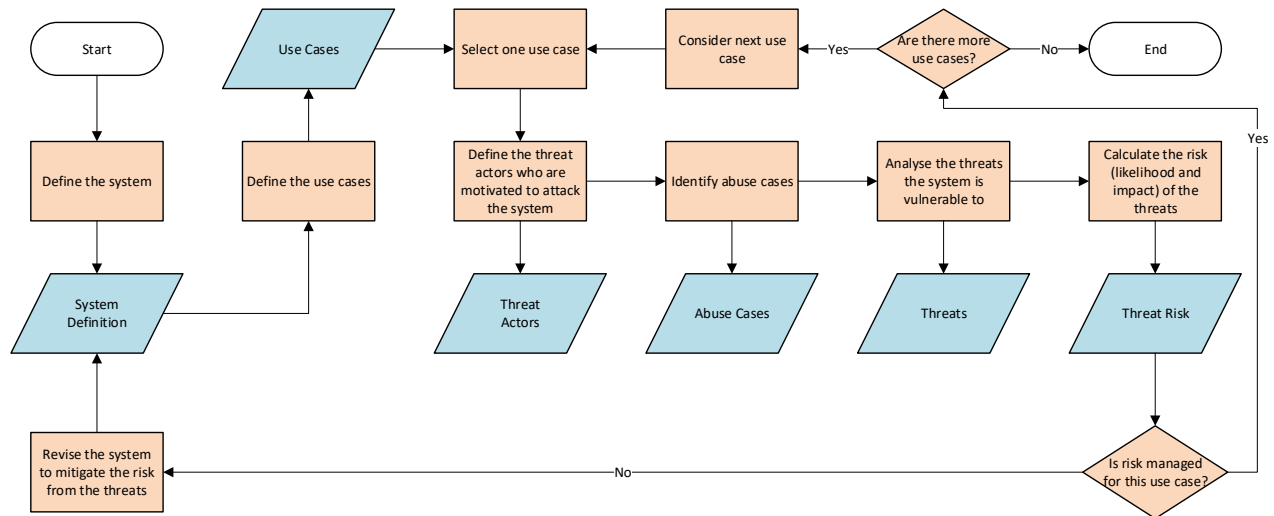 Start
Use Cases
Select one use case
Consider next use
case
Yes
Are there more
use cases?
No
End
Define the system
Define the use cases
Define the threat
actors who are
motivated to attack
the system
Identify abuse cases
Analyse the threats
the system is
vulnerable to
Calculate the risk
(likelihood and
impact) of the
threats
Yes
System
Definition
Threat
Actors
Abuse Cases
Threats
Threat Risk
Revise the system
to mitigate the risk
from the threats
No
Is risk managed
for this use case?